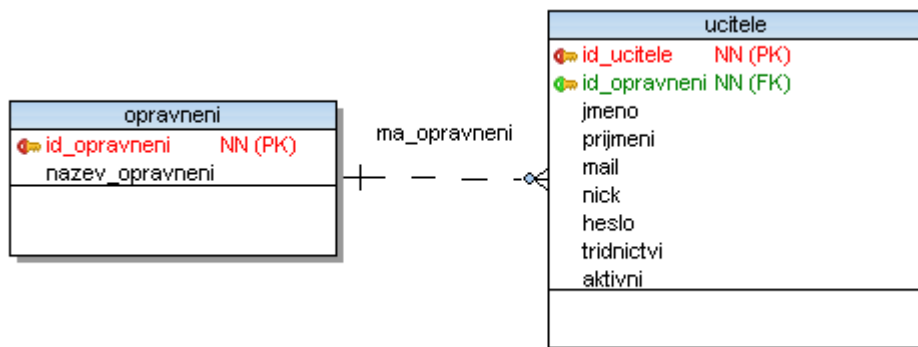 opravneni
id_opravneni NN (PK)
nazev_opravneni
ma_opravneni
ucitele
id_ucitele NN (PK)
id_opravneni NN (FK)
jmeno
prijmeni
mail
nick
heslo
tridnictvi
aktivni